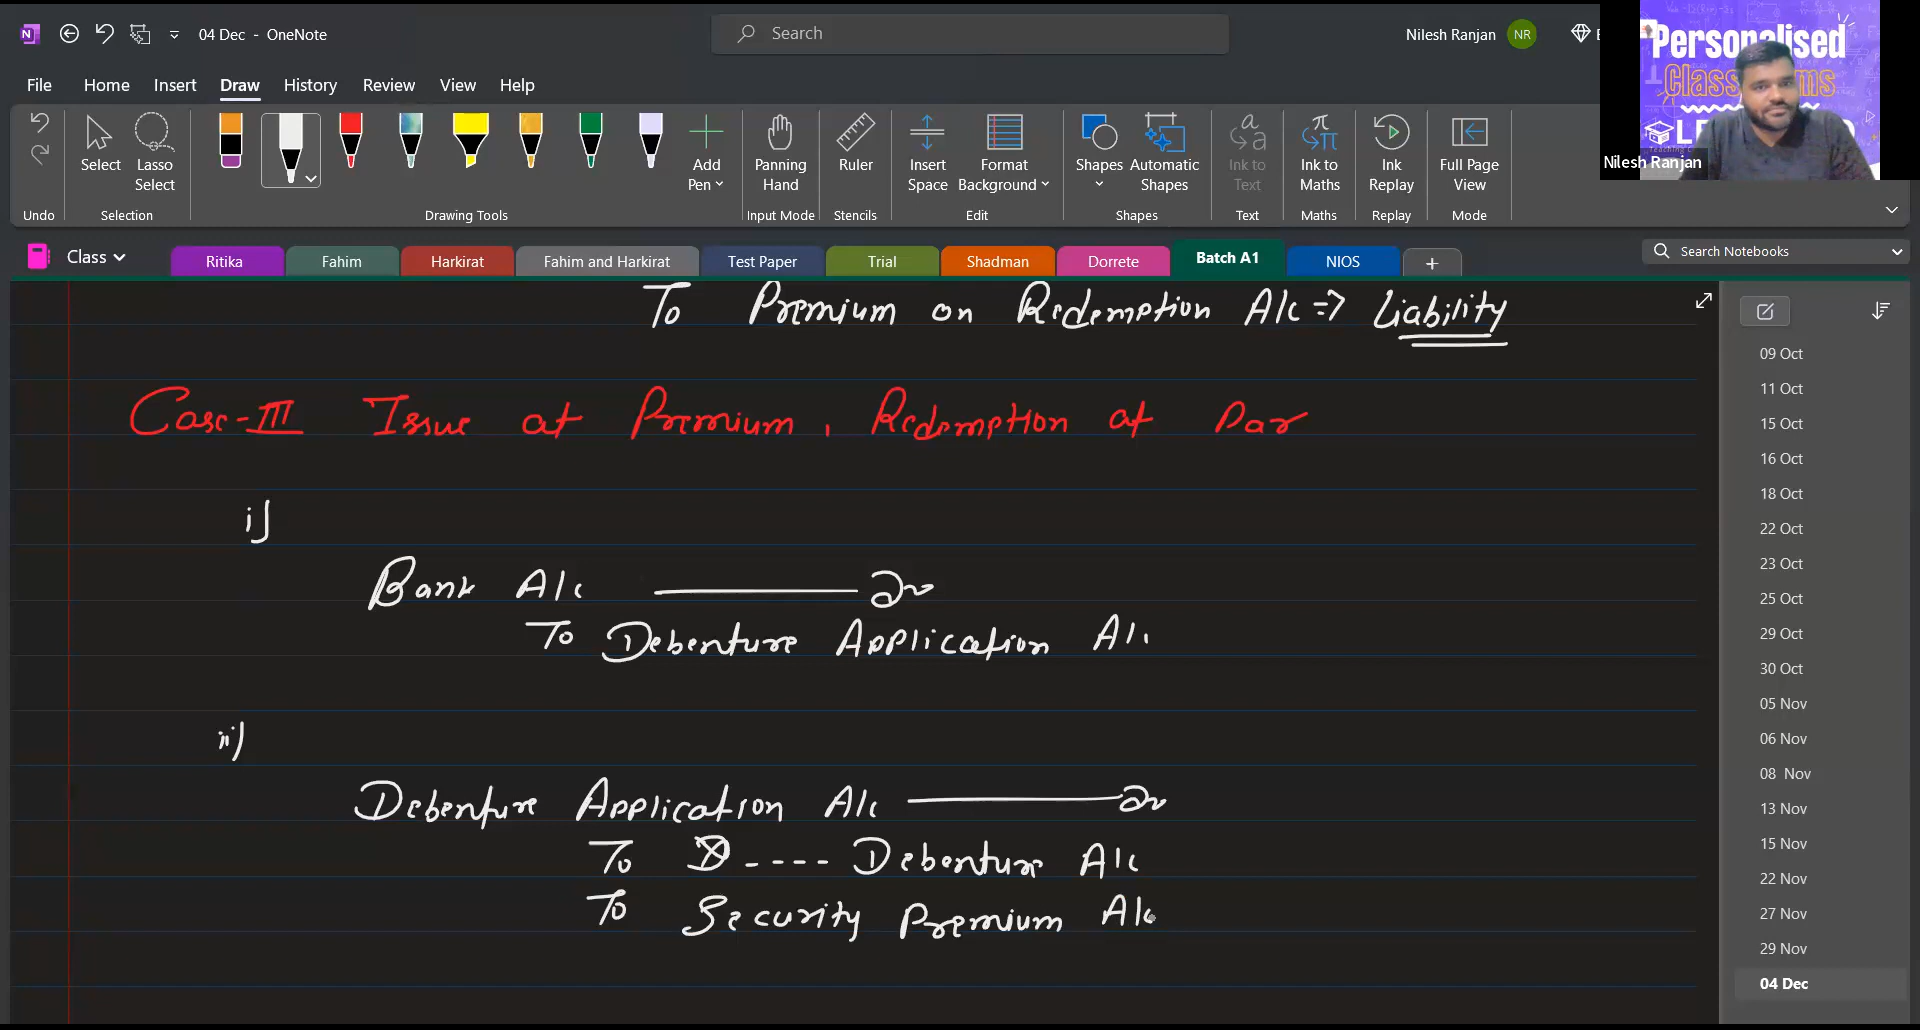 04 Dec - OneNote
Search
Nilesh Ranjan NR
Personalised
Nilesh Ranjan
File Home Insert Draw History Review View Help
Select Lasso Select Add Pen Panning Hand Ruler Insert Space Format Background Shapes Automatic Shapes Ink to Text Ink to Maths Ink Replay Full Page View
Undo Selection Drawing Tools Input Mode Stencils Edit Shapes Text Maths Replay Mode
Class Ritika Fahim Harkirat Fahim and Harkirat Test Paper Trial Shadman Dorrete Batch A1 NIOS + Search Notebooks
To Premium on Redemption A/c => Liability
Case-III Issue at Premium, Redemption at Par
i)
Bank A/c Dr
To Debenture Application A/c
ii)
Debenture Application A/c Dr
To ---- Debenture A/c
To Security Premium A/c
09 Oct
11 Oct
15 Oct
16 Oct
18 Oct
22 Oct
23 Oct
25 Oct
29 Oct
30 Oct
05 Nov
06 Nov
08 Nov
13 Nov
15 Nov
22 Nov
27 Nov
29 Nov
04 Dec